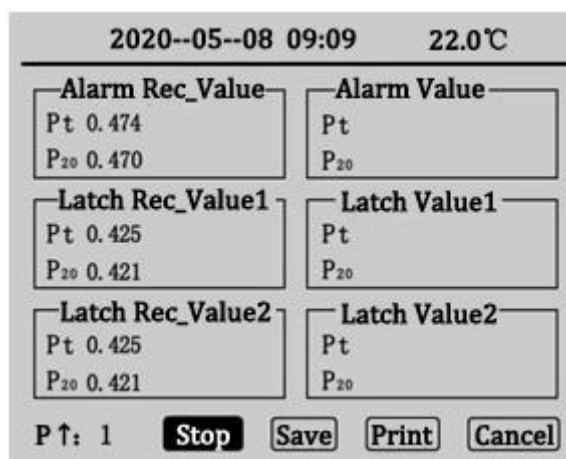 2020--05--08 09:09 22.0℃
Alarm Rec_Value Alarm Value
Pt 0.474 Pt
P₂₀ 0.470 P₂₀
Latch Rec_Value1 Latch Value1
Pt 0.425 Pt
P₂₀ 0.421 P₂₀
Latch Rec_Value2 Latch Value2
Pt 0.425 Pt
P₂₀ 0.421 P₂₀
P↑: 1 Stop Save Print Cancel